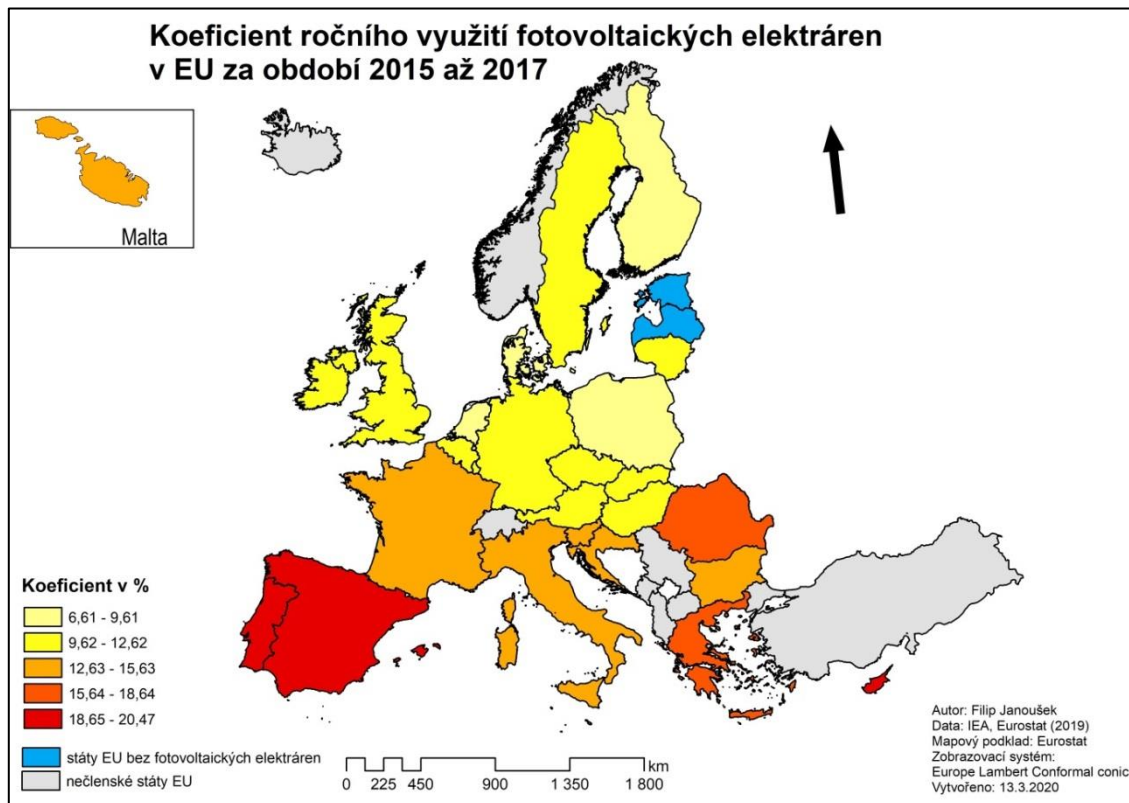 Koeficient ročního využití fotovoltaických elektráren
v EU za období 2015 až 2017
Malta
Koeficient v %
6,61 - 9,61
9,62 - 12,62
12,63 - 15,63
15,64 - 18,64
18,65 - 20,47
státy EU bez fotovoltaických elektráren
nečlenské státy EU
km
0 225 450 900 1 350 1 800
Autor: Filip Janoušek
Data: IEA, Eurostat (2019)
Mapový podklad: Eurostat
Zobrazovací systém:
Europe Lambert Conformal conic
Vytvořeno: 13.3.2020